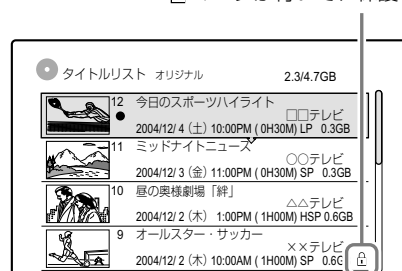 タイトルリスト オリジナル 2.3/4.7GB
12 今日のスポーツハイライト
□□テレビ
2004/12/ 4 (土) 10:00PM ( 0H30M) LP 0.3GB
11 ミッドナイトニュース
○○テレビ
2004/12/ 3 (金) 11:00PM ( 0H30M) SP 0.3GB
10 昼の奥様劇場「絆」
△△テレビ
2004/12/ 2 (木) 1:00PM ( 1H00M) HSP 0.6GB
9 オールスター・サッカー
××テレビ
2004/12/ 2 (木) 10:00AM ( 1H00M) SP 0.6G